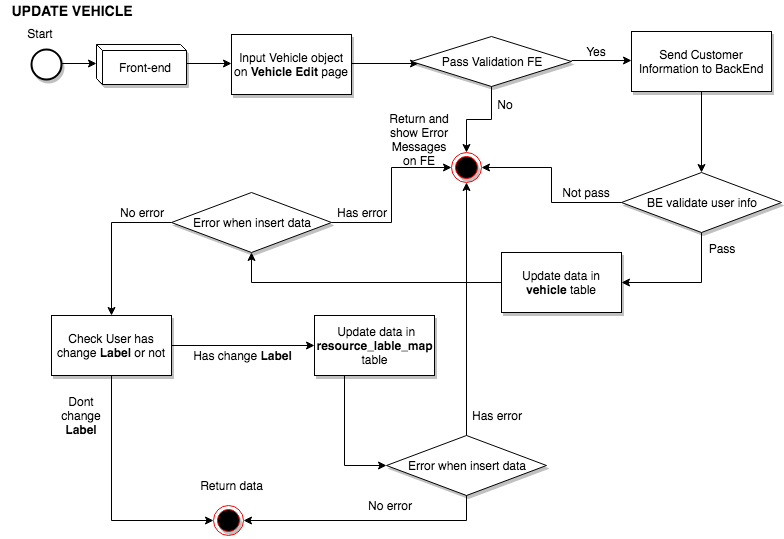 UPDATE VEHICLE
Start
Front-end
Input Vehicle object
on Vehicle Edit page
Pass Validation FE
Yes
Send Customer
Information to BackEnd
No
Return and
show Error
Messages
on FE
Not pass
BE validate user info
Pass
No error
Error when insert data
Has error
Update data in
vehicle table
Check User has
change Label or not
Has change Label
Update data in
resource_lable_map
table
Dont
change
Label
Has error
Error when insert data
Return data
No error